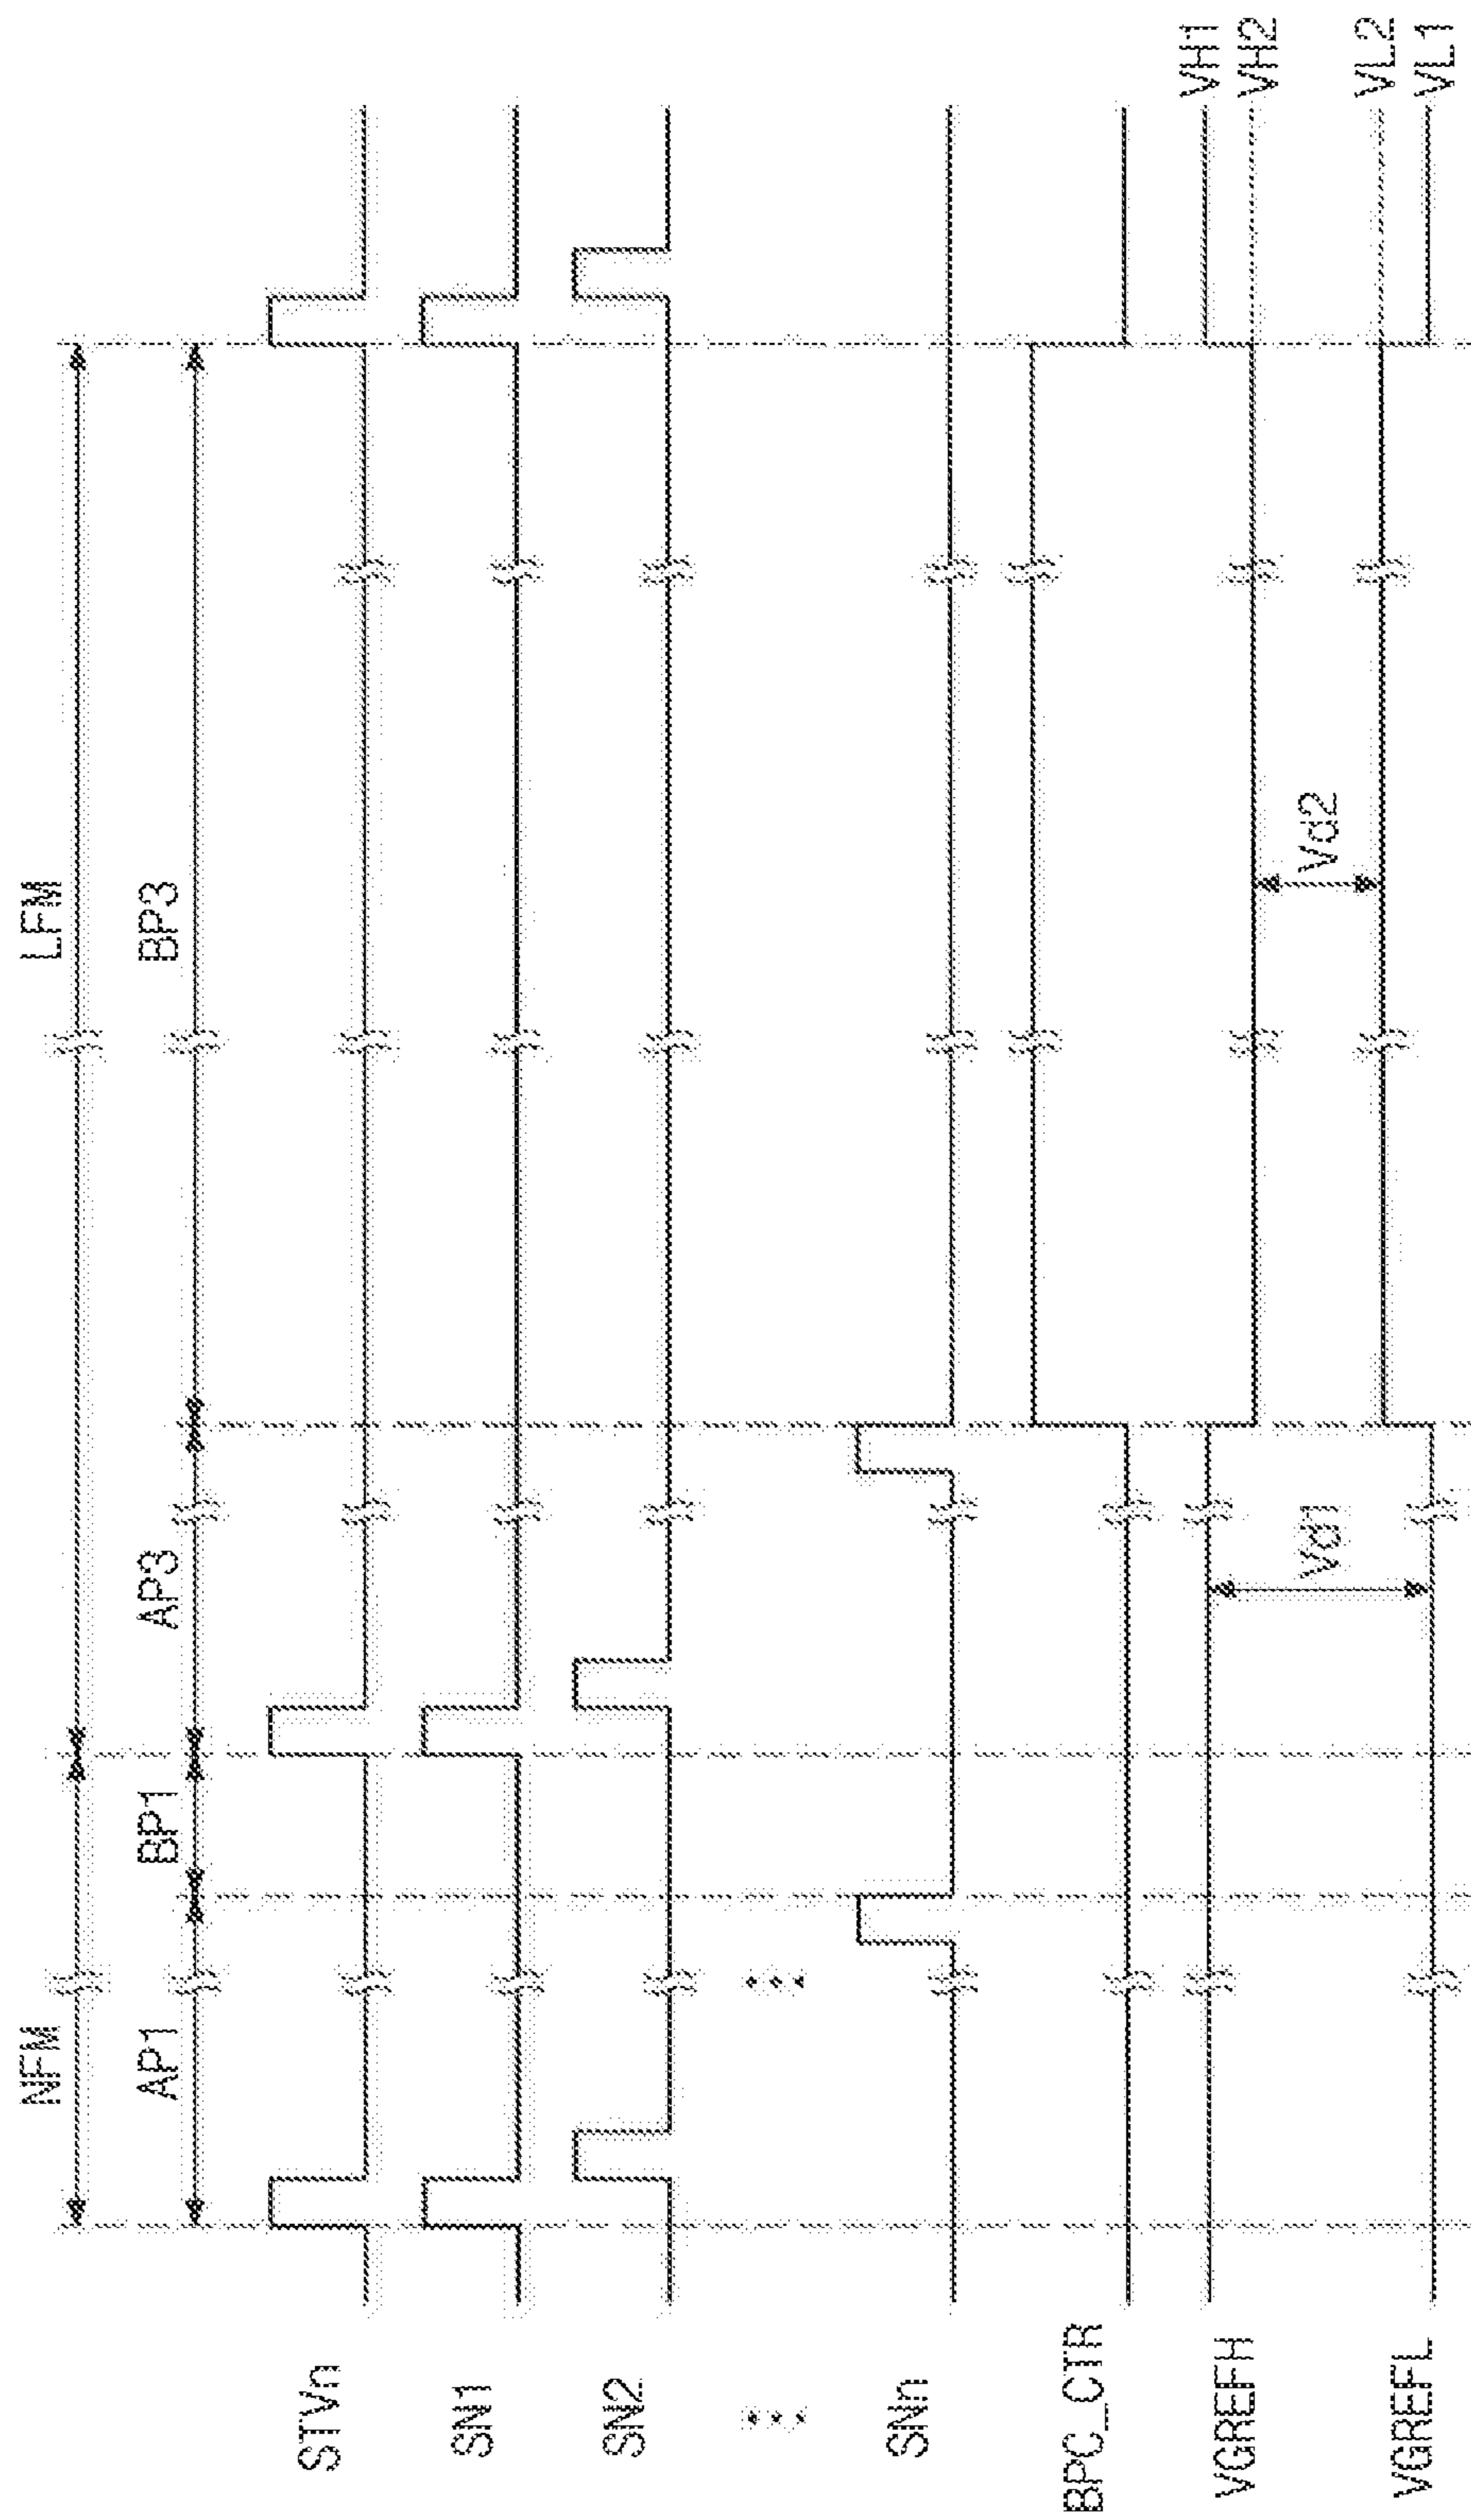 NFM LFM
AP1 BP1 AP3 BP3
STVn
SN1
SN2
SNn
BPC_CTR
VGREFH VH1
VH2
Vd1 Vd2
VL2
VGREFL VL1